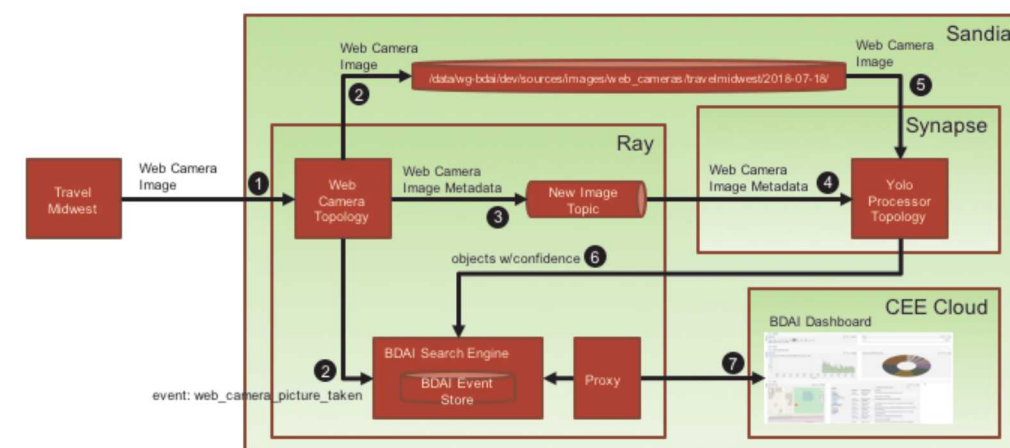 Sandia
Web Camera
Image
2
/data/wg-bdai/dev/sources/images/web_cameras/travelmidwest/2018-07-18/
Web Camera
Image
5
Ray
Synapse
Travel
Midwest
Web Camera
Image
1
Web
Camera
Topology
Web Camera
Image Metadata
3
New Image
Topic
Web Camera
Image Metadata
4
Yolo
Processor
Topology
objects w/confidence
6
2
event: web_camera_picture_taken
BDAI Search Engine
BDAI Event
Store
Proxy
7
CEE Cloud
BDAI Dashboard